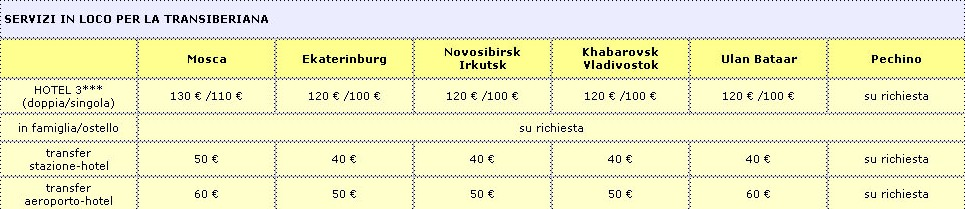 SERVIZI IN LOCO PER LA TRANSIBERIANA
Mosca Ekaterinburg Novosibirsk Irkutsk Khabarovsk Vladivostok Ulan Bataar Pechino
HOTEL 3*** (doppia/singola) 130 € /110 € 120 € /100 € 120 € /100 € 120 € /100 € 120 € /100 € su richiesta
in famiglia/ostello su richiesta
transfer stazione-hotel 50 € 40 € 40 € 40 € 40 € su richiesta
transfer aeroporto-hotel 60 € 50 € 50 € 50 € 60 € su richiesta